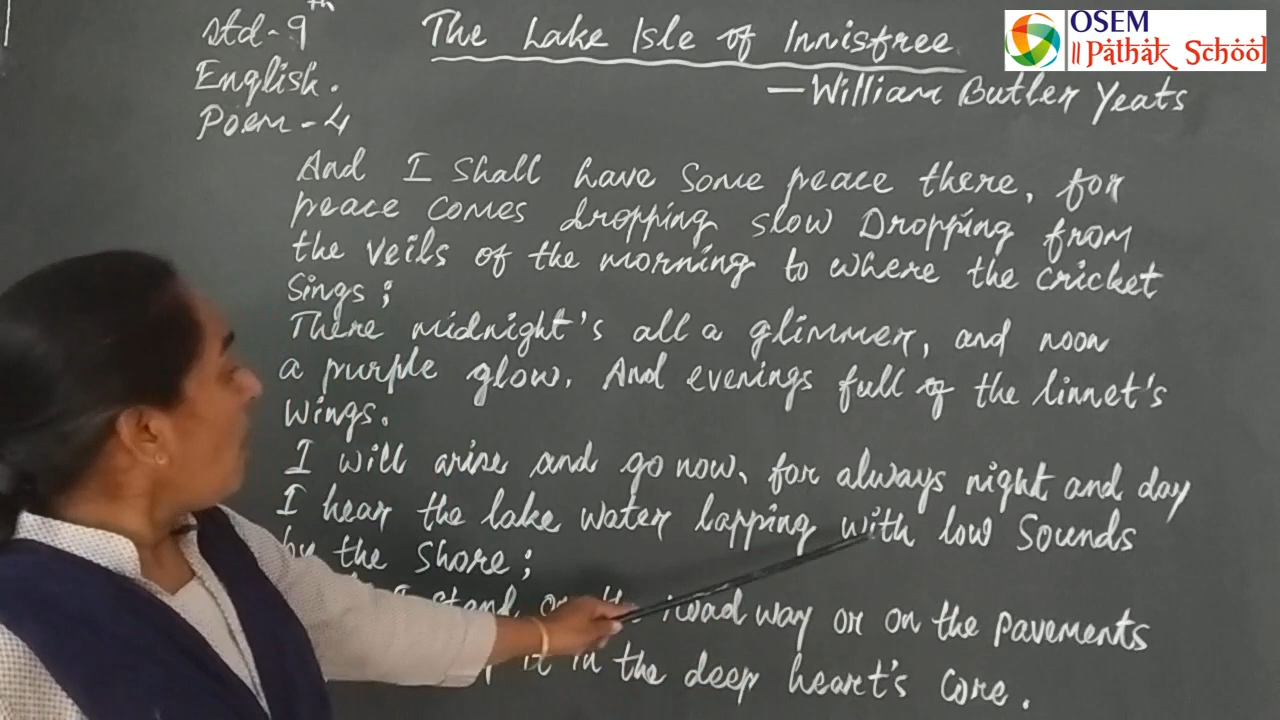 std-9th
English.
Poem-4
The Lake Isle of Innisfree
—William Butler Yeats
OSEM
॥Pathak School
And I shall have some peace there, for
peace comes dropping slow Dropping from
the veils of the morning to where the cricket
Sings;
There midnight's all a glimmer, and noon
a purple glow. And evenings full of the linnet's
wings.
I will arise and go now, for always night and day
I hear the lake water lapping with low Sounds
by the shore;
I stand on the road way or on the pavements
it in the deep heart's core.